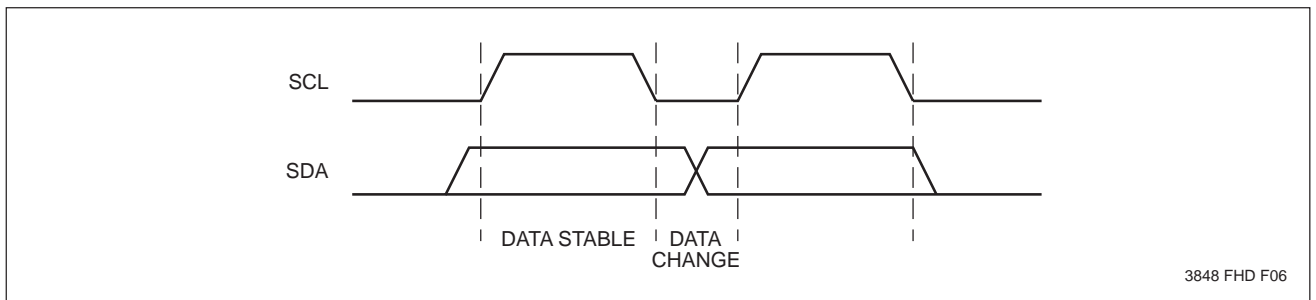 SCL
SDA
DATA STABLE
DATA
CHANGE
3848 FHD F06